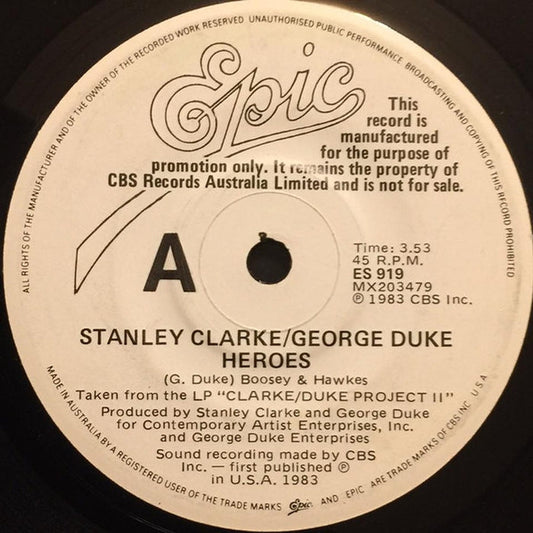 ALL RIGHTS OF THE MANUFACTURER AND OF THE OWNER OF THE RECORDED WORK RESERVED UNAUTHORISED PUBLIC PERFORMANCE BROADCASTING AND COPYING OF THIS RECORD PROHIBITED
Epic
This
record is
manufactured
for the purpose of
promotion only. It remains the property of
CBS Records Australia Limited and is not for sale.
A
Time: 3.53
45 R.P.M.
ES 919
MX203479
℗ 1983 CBS Inc.
STANLEY CLARKE/GEORGE DUKE
HEROES
(G. Duke) Boosey & Hawkes
Taken from the LP "CLARKE/DUKE PROJECT II"
Produced by Stanley Clarke and George Duke
for Contemporary Artist Enterprises, Inc.
and George Duke Enterprises
Sound recording made by CBS
Inc. — first published ℗
in U.S.A. 1983
MADE IN AUSTRALIA BY A REGISTERED USER OF THE TRADE MARKS Epic AND EPIC ARE TRADE MARKS OF CBS INC U.S.A